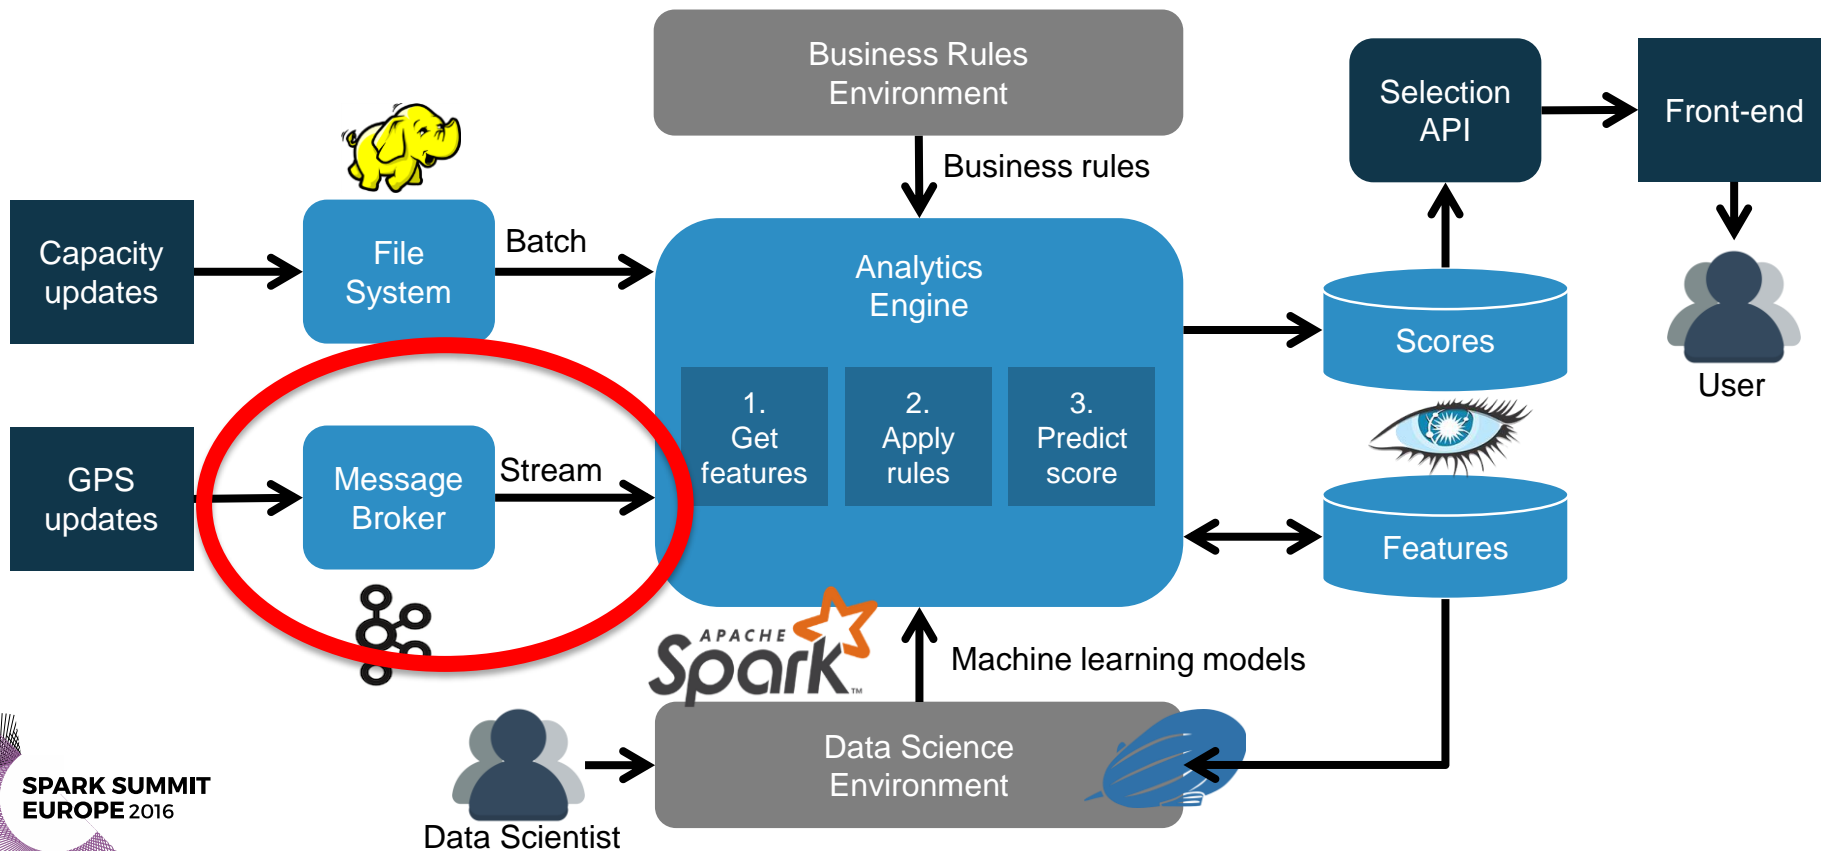 Business Rules
Environment
Business rules
Selection
API
Front-end
User
Capacity
updates
File
System
Batch
Analytics
Engine
1.
Get
features
2.
Apply
rules
3.
Predict
score
Scores
Features
GPS
updates
Message
Broker
Stream
APACHE
Spark
TM
Machine learning models
Data Science
Environment
Data Scientist
SPARK SUMMIT
EUROPE 2016